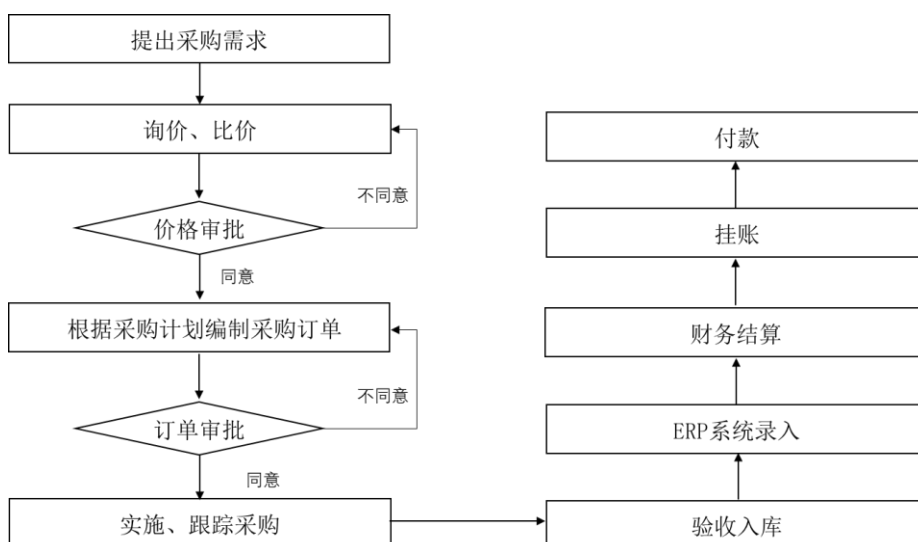 提出采购需求
询价、比价
不同意
价格审批
同意
根据采购计划编制采购订单
不同意
订单审批
同意
实施、跟踪采购
验收入库
ERP系统录入
财务结算
挂账
付款